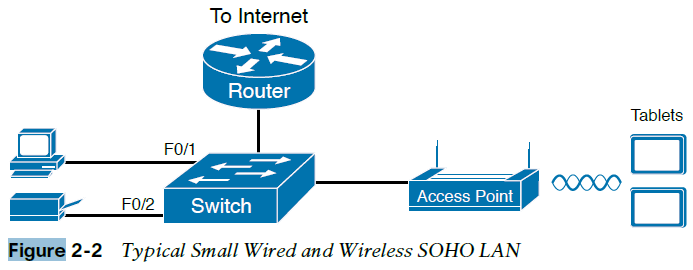 To Internet
Router
Tablets
F0/1
F0/2
Switch
Access Point
Figure 2-2 Typical Small Wired and Wireless SOHO LAN